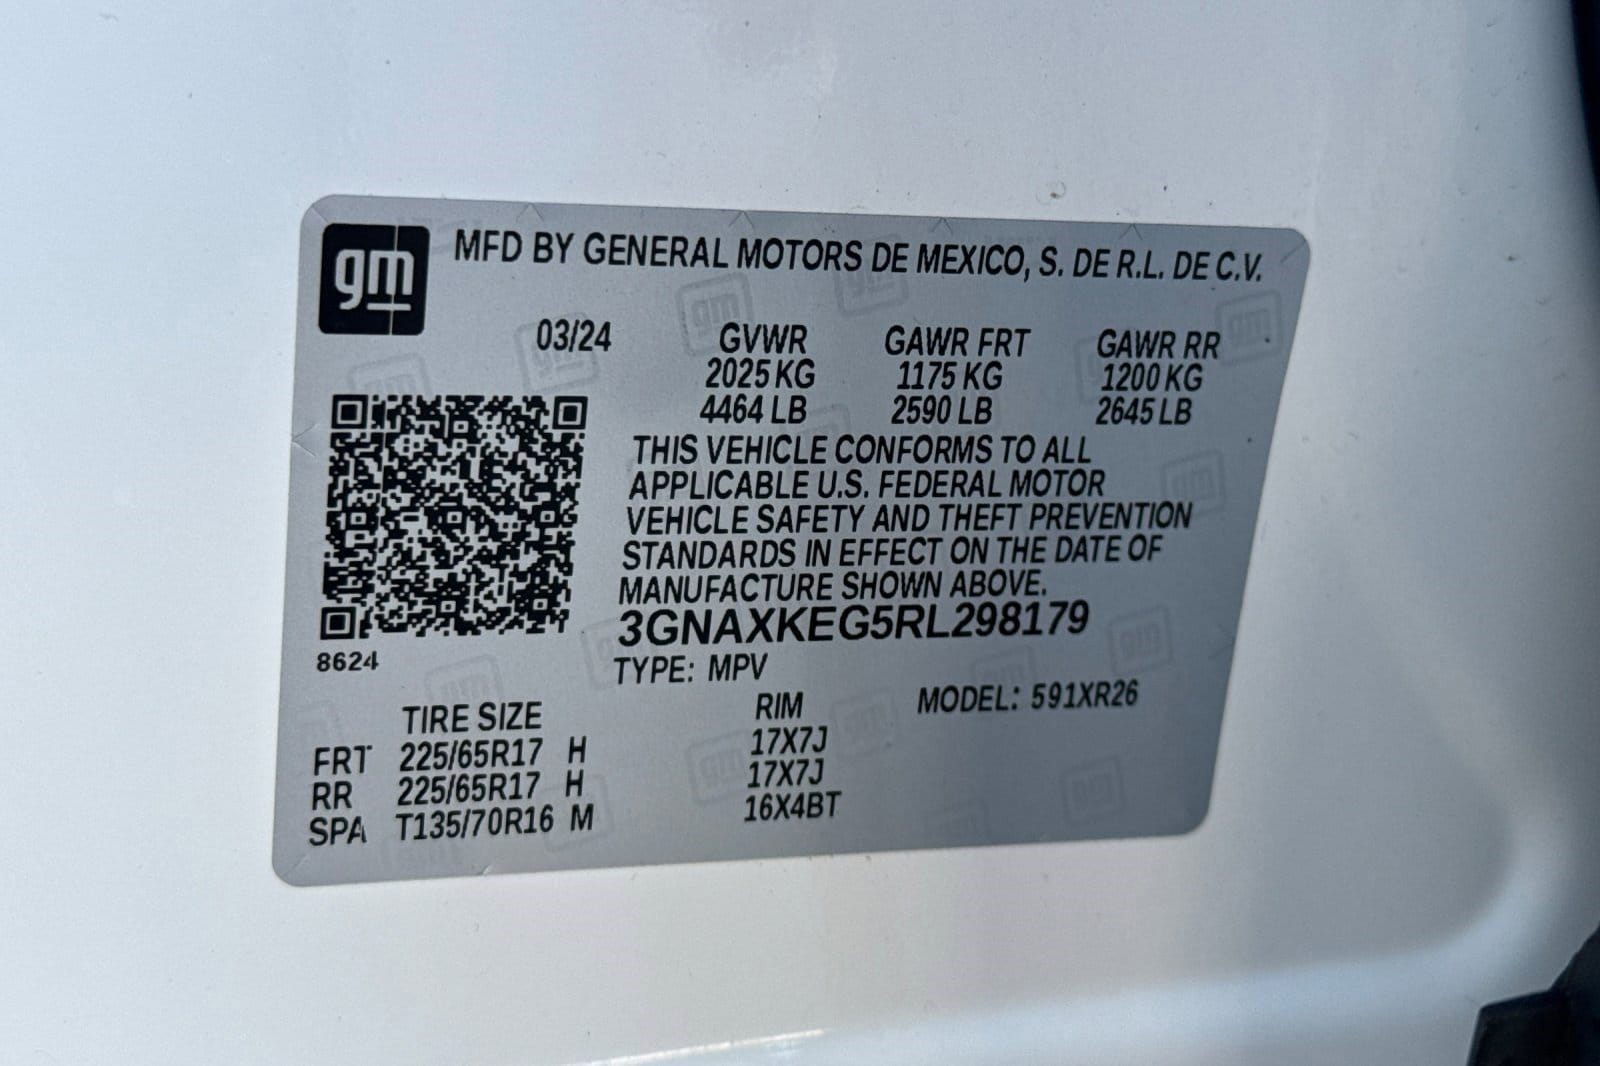 gm MFD BY GENERAL MOTORS DE MEXICO, S. DE R.L. DE C.V.
03/24 GVWR GAWR FRT GAWR RR
2025 KG 1175 KG 1200 KG
4464 LB 2590 LB 2645 LB
THIS VEHICLE CONFORMS TO ALL
APPLICABLE U.S. FEDERAL MOTOR
VEHICLE SAFETY AND THEFT PREVENTION
STANDARDS IN EFFECT ON THE DATE OF
MANUFACTURE SHOWN ABOVE.
3GNAXKEG5RL298179
8624
TYPE: MPV
MODEL: 591XR26
TIRE SIZE RIM
FRT 225/65R17 H 17X7J
RR 225/65R17 H 17X7J
SPA T135/70R16 M 16X4BT